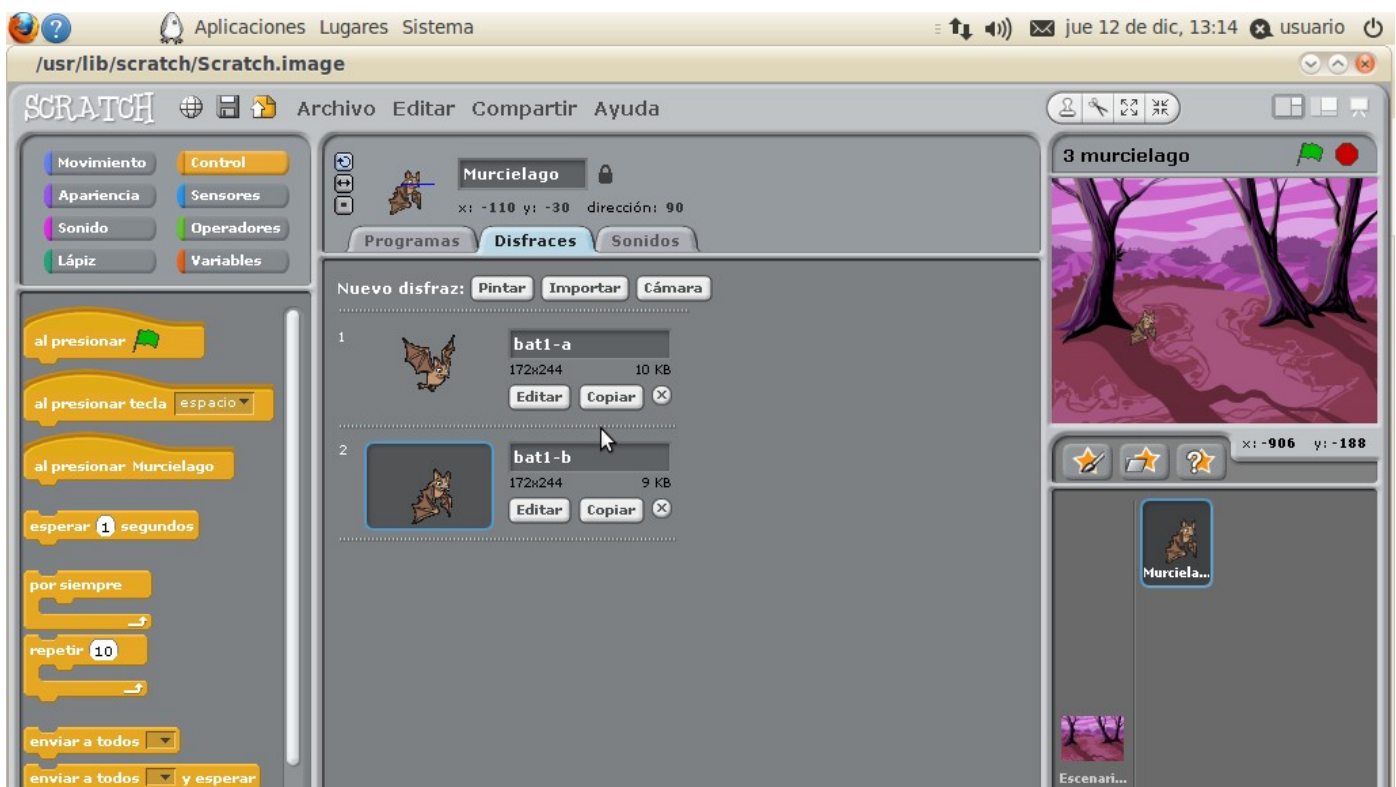 Aplicaciones Lugares Sistema
jue 12 de dic, 13:14 usuario
/usr/lib/scratch/Scratch.image
SCRATCH
Archivo Editar Compartir Ayuda
Movimiento
Control
Apariencia
Sensores
Sonido
Operadores
Lápiz
Variables
al presionar
al presionar tecla espacio
al presionar Murcielago
esperar 1 segundos
por siempre
repetir 10
enviar a todos
enviar a todos y esperar
Murcielago
x: -110 y: -30 dirección: 90
Programas
Disfraces
Sonidos
Nuevo disfraz: Pintar Importar Cámara
1
bat1-a
172x244 10 KB
Editar Copiar
2
bat1-b
172x244 9 KB
Editar Copiar
3 murcielago
x: -906 y: -188
Murciela...
Escenari...